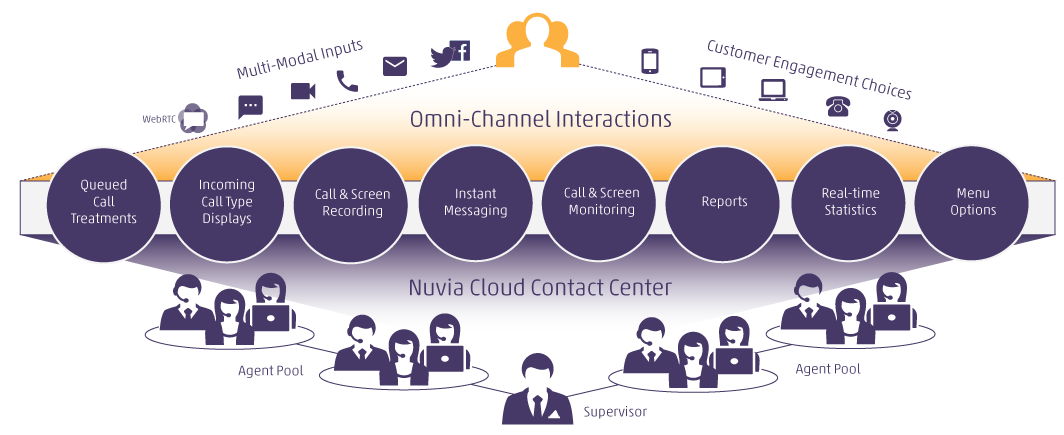 Multi-Modal Inputs
Customer Engagement Choices
WebRTC
Omni-Channel Interactions
Queued
Call
Treatments
Incoming
Call Type
Displays
Call & Screen
Recording
Instant
Messaging
Call & Screen
Monitoring
Reports
Real-time
Statistics
Menu
Options
Nuvia Cloud Contact Center
Agent Pool
Agent Pool
Supervisor